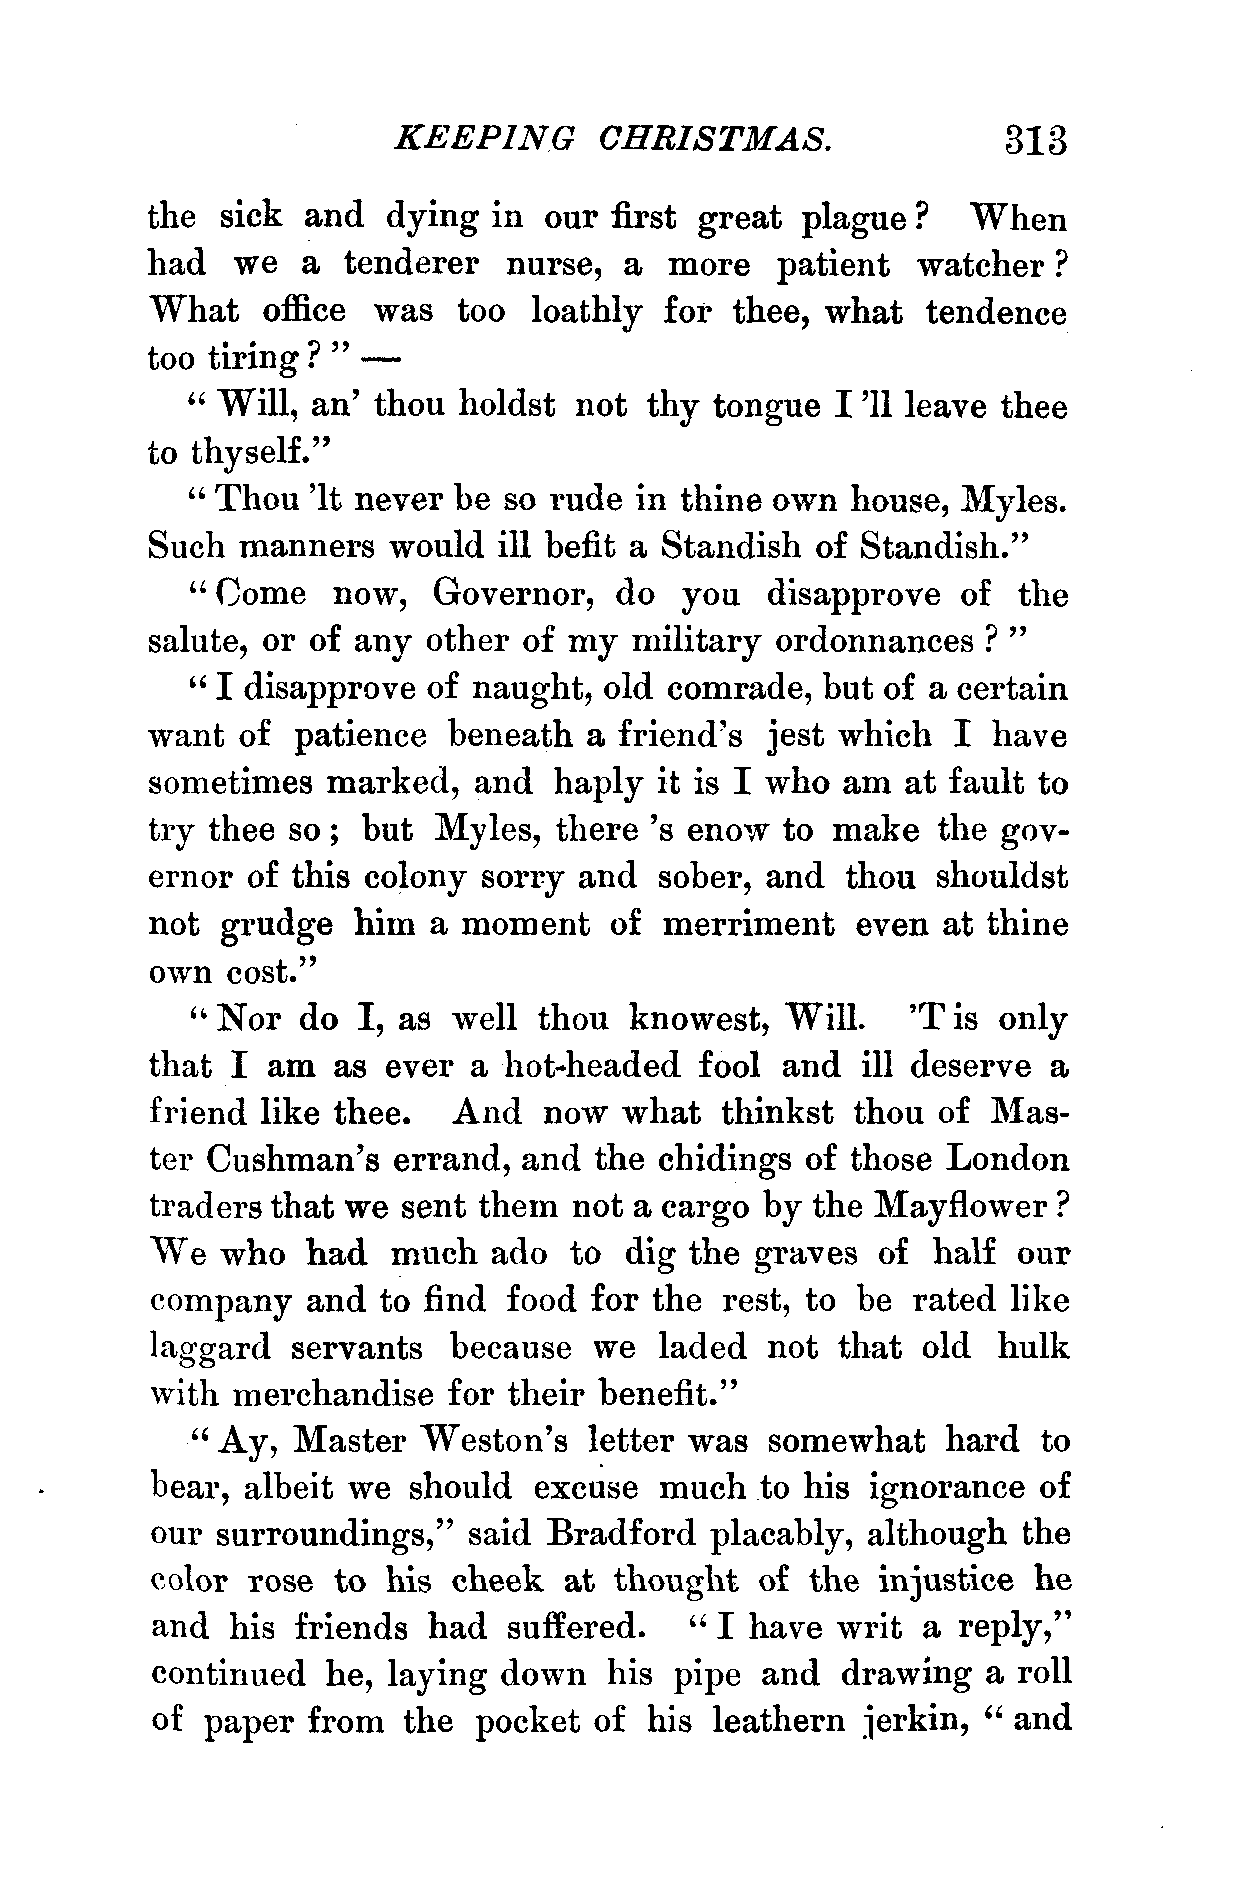 KEEPING CHRISTMAS. 313
the sick and dying in our first great plague? When
had we a tenderer nurse, a more patient watcher?
What office was too loathly for thee, what tendence
too tiring?" —
"Will, an' thou holdst not thy tongue I'll leave thee
to thyself."
"Thou 'lt never be so rude in thine own house, Myles.
Such manners would ill befit a Standish of Standish."
"Come now, Governor, do you disapprove of the
salute, or of any other of my military ordonnances?"
"I disapprove of naught, old comrade, but of a certain
want of patience beneath a friend's jest which I have
sometimes marked, and haply it is I who am at fault to
try thee so; but Myles, there 's enow to make the gov-
ernor of this colony sorry and sober, and thou shouldst
not grudge him a moment of merriment even at thine
own cost."
"Nor do I, as well thou knowest, Will. 'T is only
that I am as ever a hot-headed fool and ill deserve a
friend like thee. And now what thinkst thou of Mas-
ter Cushman's errand, and the chidings of those London
traders that we sent them not a cargo by the Mayflower?
We who had much ado to dig the graves of half our
company and to find food for the rest, to be rated like
laggard servants because we laded not that old hulk
with merchandise for their benefit."
"Ay, Master Weston's letter was somewhat hard to
bear, albeit we should excuse much to his ignorance of
our surroundings," said Bradford placably, although the
color rose to his cheek at thought of the injustice he
and his friends had suffered. "I have writ a reply,"
continued he, laying down his pipe and drawing a roll
of paper from the pocket of his leathern jerkin, "and